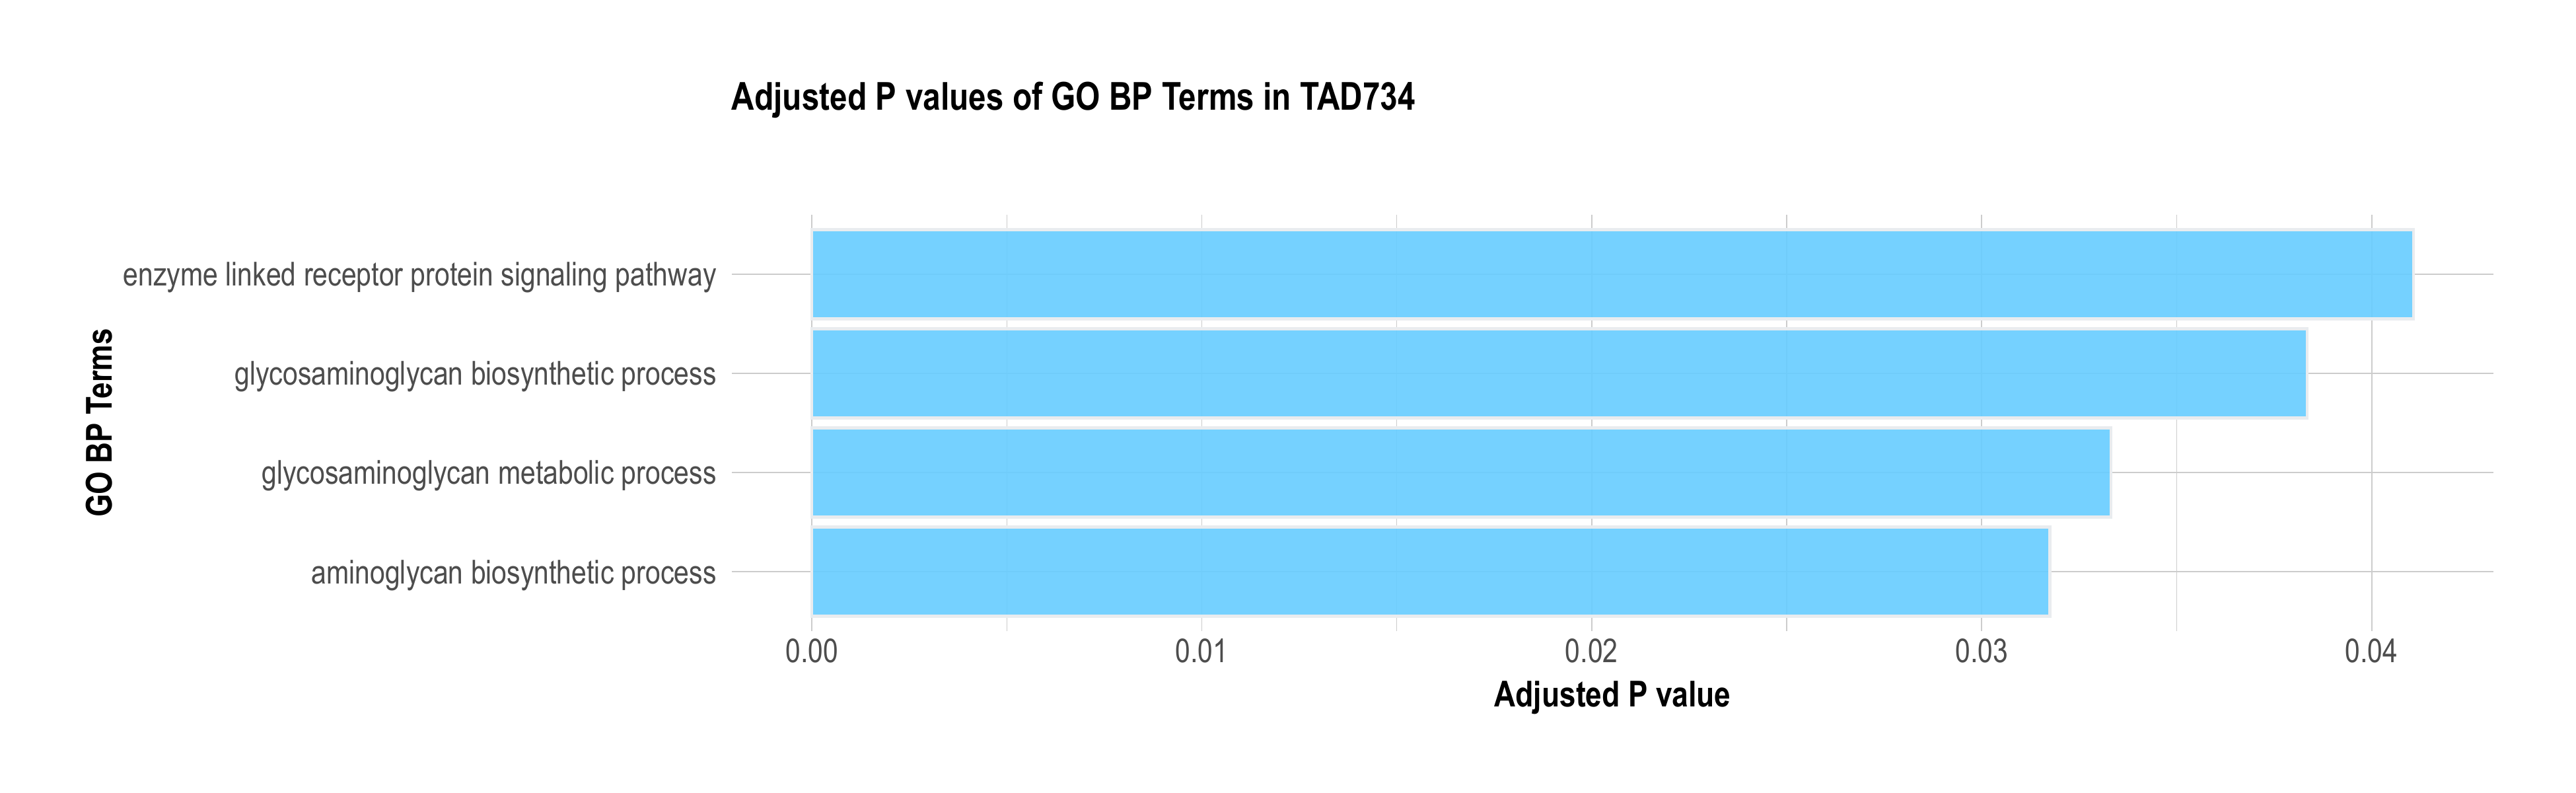 Adjusted P values of GO BP Terms in TAD734
GO BP Terms
enzyme linked receptor protein signaling pathway
glycosaminoglycan biosynthetic process
glycosaminoglycan metabolic process
aminoglycan biosynthetic process
0.00 0.01 0.02 0.03 0.04
Adjusted P value